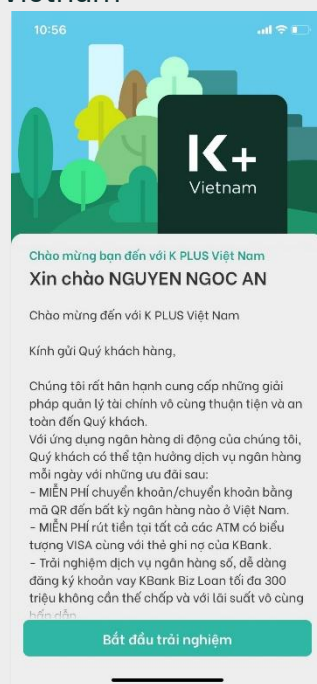 10:56
K+
Vietnam
Chào mừng bạn đến với K PLUS Việt Nam
Xin chào NGUYEN NGOC AN
Chào mừng đến với K PLUS Việt Nam
Kính gửi Quý khách hàng,
Chúng tôi rất hân hạnh cung cấp những giải
pháp quản lý tài chính vô cùng thuận tiện và an
toàn đến Quý khách.
Với ứng dụng ngân hàng di động của chúng tôi,
Quý khách có thể tận hưởng dịch vụ ngân hàng
mỗi ngày với những ưu đãi sau:
- MIỄN PHÍ chuyển khoản/chuyển khoản bằng
mã QR đến bất kỳ ngân hàng nào ở Việt Nam.
- MIỄN PHÍ rút tiền tại tất cả các ATM có biểu
tượng VISA cùng với thẻ ghi nợ của KBank.
- Trải nghiệm dịch vụ ngân hàng số, dễ dàng
đăng ký khoản vay KBank Biz Loan tối đa 300
triệu không cần thế chấp và với lãi suất vô cùng
hấp dẫn
Bắt đầu trải nghiệm